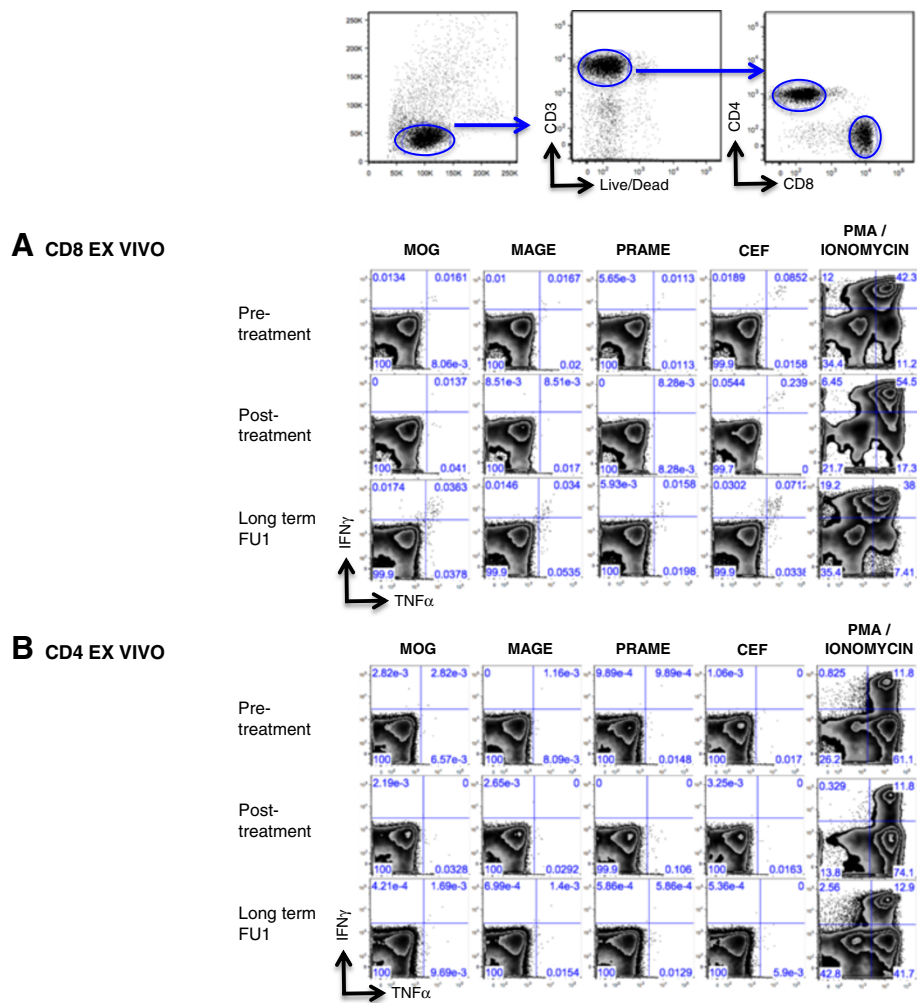 250K
200K
150K
100K
50K
0
0 50K 100K 150K 200K 250K
CD3
Live/Dead
CD4
CD8
A CD8 EX VIVO
MOG MAGE PRAME CEF PMA / IONOMYCIN
Pre-treatment
0.0134 0.0161 0.01 0.0167 5.65e-3 0.0113 0.0189 0.0852 12 42.3
100 8.06e-3 100 0.02 100 0.0113 99.9 0.0158 34.4 11.2
Post-treatment
0 0.0137 8.51e-3 8.51e-3 0 8.28e-3 0.0544 0.239 6.45 54.5
100 0.041 100 0.017 100 8.28e-3 99.7 0 21.7 17.3
Long term FU1
0.0174 0.0363 0.0146 0.034 5.93e-3 0.0158 0.0302 0.0712 19.2 38
99.9 0.0378 99.9 0.0535 100 0.0198 99.9 0.0338 35.4 7.41
IFNγ
TNFα
B CD4 EX VIVO
MOG MAGE PRAME CEF PMA / IONOMYCIN
Pre-treatment
2.82e-3 2.82e-3 0 1.16e-3 9.89e-4 9.89e-4 1.06e-3 0 0.825 11.8
100 6.57e-3 100 8.09e-3 100 0.0148 100 0.017 26.2 61.1
Post-treatment
2.19e-3 0 2.65e-3 0 0 0 3.25e-3 0 0.329 11.8
100 0.0328 100 0.0292 99.9 0.106 100 0.0163 13.8 74.1
Long term FU1
4.21e-4 1.69e-3 6.99e-4 1.4e-3 5.86e-4 5.86e-4 5.36e-4 0 2.56 12.9
100 9.69e-3 100 0.0154 100 0.0129 100 5.9e-3 42.8 41.7
IFNγ
TNFα